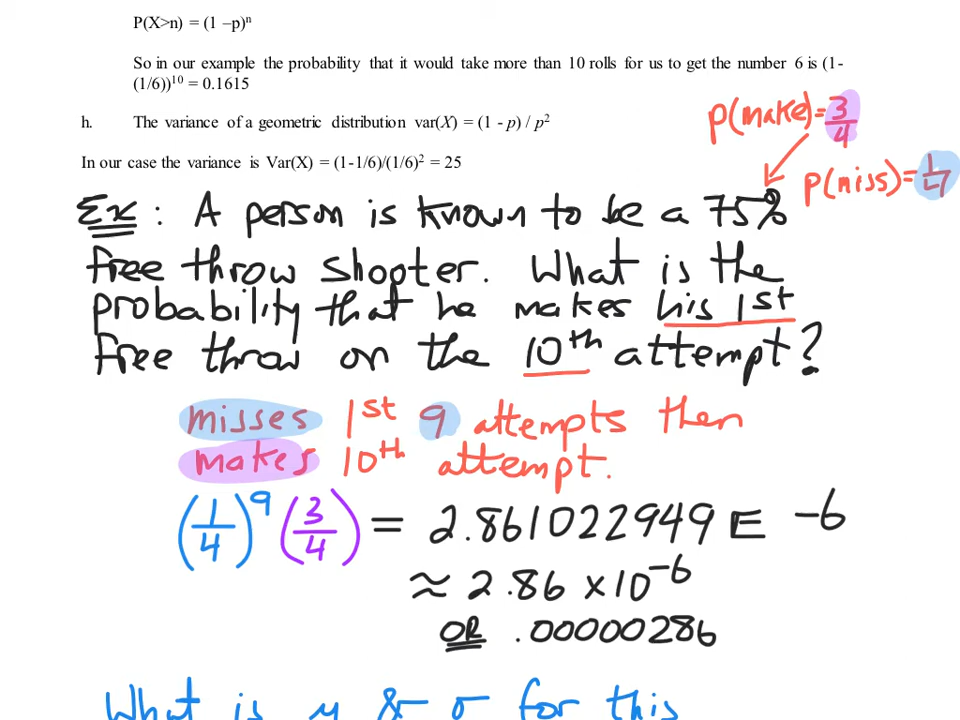 P(X>n) = (1 –p)ⁿ
So in our example the probability that it would take more than 10 rolls for us to get the number 6 is (1-
(1/6))¹⁰ = 0.1615
h. The variance of a geometric distribution var(X) = (1 - p) / p²
In our case the variance is Var(X) = (1-1/6)/(1/6)² = 25
p(make)=3/4
p(miss)=1/4
Ex: A person is known to be a 75%
free throw shooter. What is the
probability that he makes his 1st
free throw on the 10th attempt?
misses 1st 9 attempts then
makes 10th attempt.
(1/4)⁹ (3/4) = 2.861022949 E -6
≈ 2.86 x10⁻⁶
OR .00000286
What is μ & σ for this